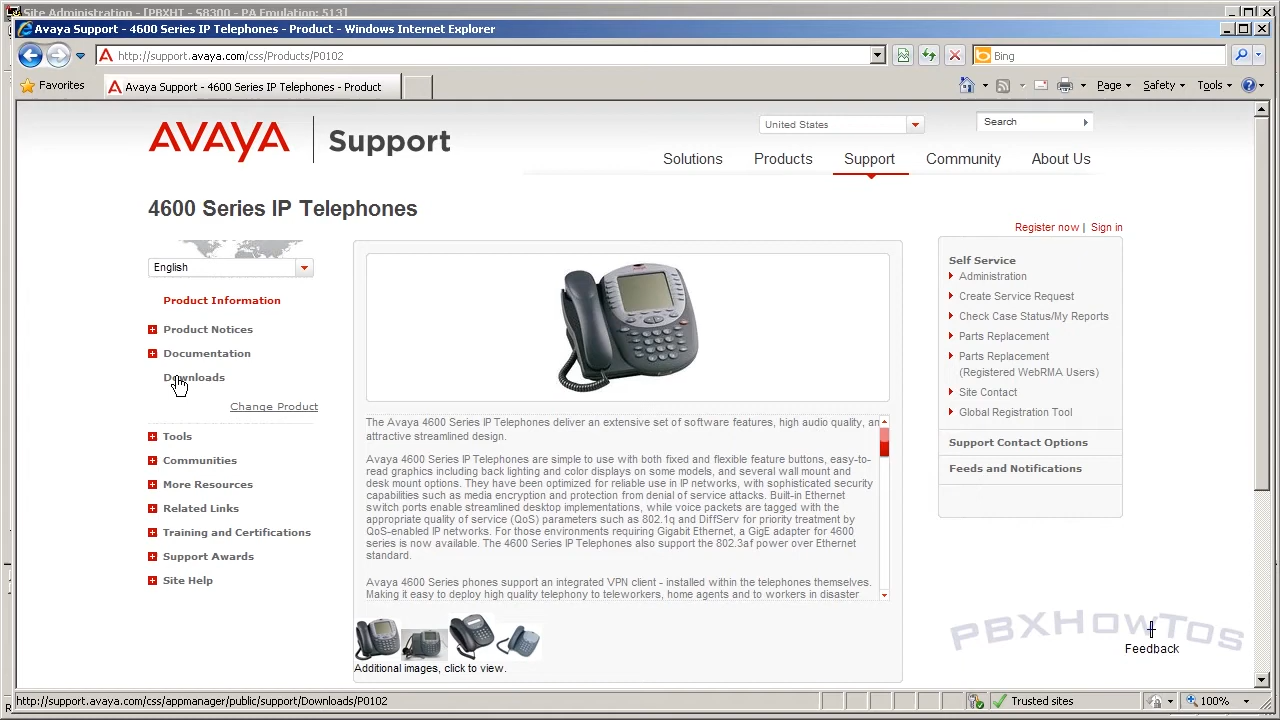 Site Administration - [PBXHT - S8300 - PA Emulation: 513]
Avaya Support - 4600 Series IP Telephones - Product - Windows Internet Explorer
http://support.avaya.com/css/Products/P0102
Bing
Favorites
Avaya Support - 4600 Series IP Telephones - Product
Page
Safety
Tools
AVAYA Support
United States
Search
Solutions Products Support Community About Us
4600 Series IP Telephones
Register now | Sign in
English
Product Information
Product Notices
Documentation
Downloads
Change Product
Tools
Communities
More Resources
Related Links
Training and Certifications
Support Awards
Site Help
The Avaya 4600 Series IP Telephones deliver an extensive set of software features, high audio quality, an
attractive streamlined design.
Avaya 4600 Series IP Telephones are simple to use with both fixed and flexible feature buttons, easy-to-
read graphics including back lighting and color displays on some models, and several wall mount and
desk mount options. They have been optimized for reliable use in IP networks, with sophisticated security
capabilities such as media encryption and protection from denial of service attacks. Built-in Ethernet
switch ports enable streamlined desktop implementations, while voice packets are tagged with the
appropriate quality of service (QoS) parameters such as 802.1q and DiffServ for priority treatment by
QoS-enabled IP networks. For those environments requiring Gigabit Ethernet, a GigE adapter for 4600
series is now available. The 4600 Series IP Telephones also support the 802.3af power over Ethernet
standard.
Avaya 4600 Series phones support an integrated VPN client - installed within the telephones themselves.
Making it easy to deploy high quality telephony to teleworkers, home agents and to workers in disaster
Additional images, click to view.
Self Service
Administration
Create Service Request
Check Case Status/My Reports
Parts Replacement
Parts Replacement
(Registered WebRMA Users)
Site Contact
Global Registration Tool
Support Contact Options
Feeds and Notifications
PBXHowTos
Feedback
http://support.avaya.com/css/appmanager/public/support/Downloads/P0102
Trusted sites
100%